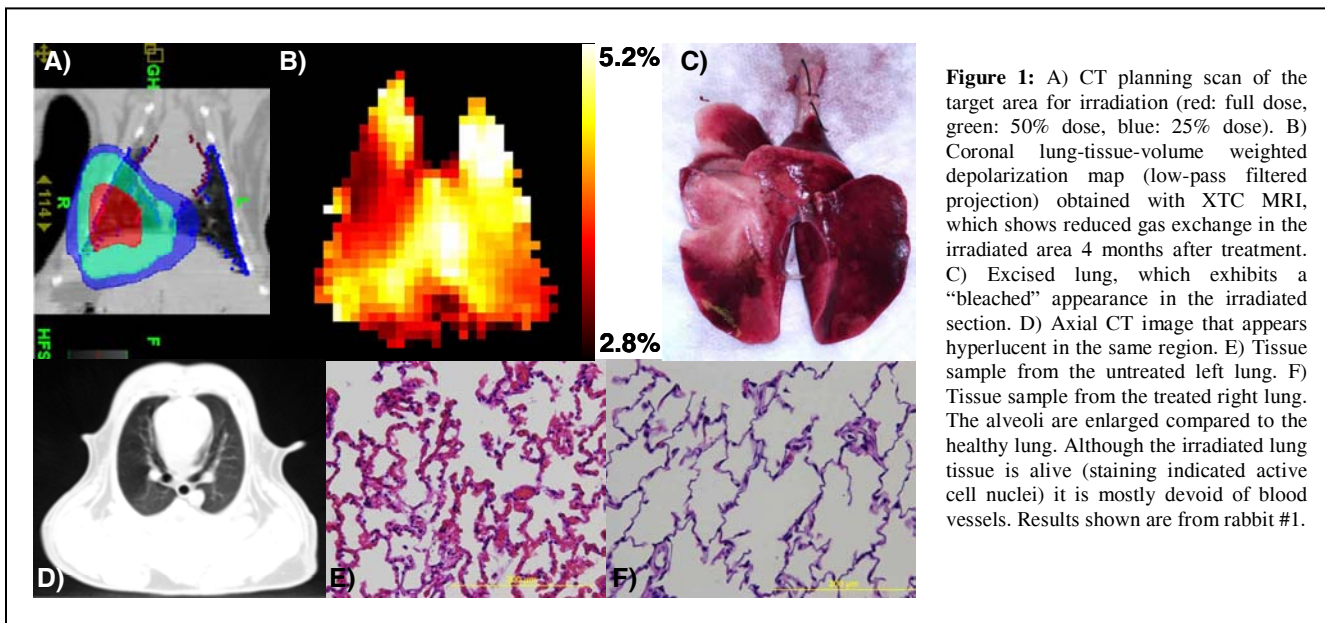 A)
GH
R
L
114
HFS
F
B)
5.2%
2.8%
C)
D)
E)
300 µm
F)
300 µm
Figure 1: A) CT planning scan of the
target area for irradiation (red: full dose,
green: 50% dose, blue: 25% dose). B)
Coronal lung-tissue-volume weighted
depolarization map (low-pass filtered
projection) obtained with XTC MRI,
which shows reduced gas exchange in the
irradiated area 4 months after treatment.
C) Excised lung, which exhibits a
“bleached” appearance in the irradiated
section. D) Axial CT image that appears
hyperlucent in the same region. E) Tissue
sample from the untreated left lung. F)
Tissue sample from the treated right lung.
The alveoli are enlarged compared to the
healthy lung. Although the irradiated lung
tissue is alive (staining indicated active
cell nuclei) it is mostly devoid of blood
vessels. Results shown are from rabbit #1.